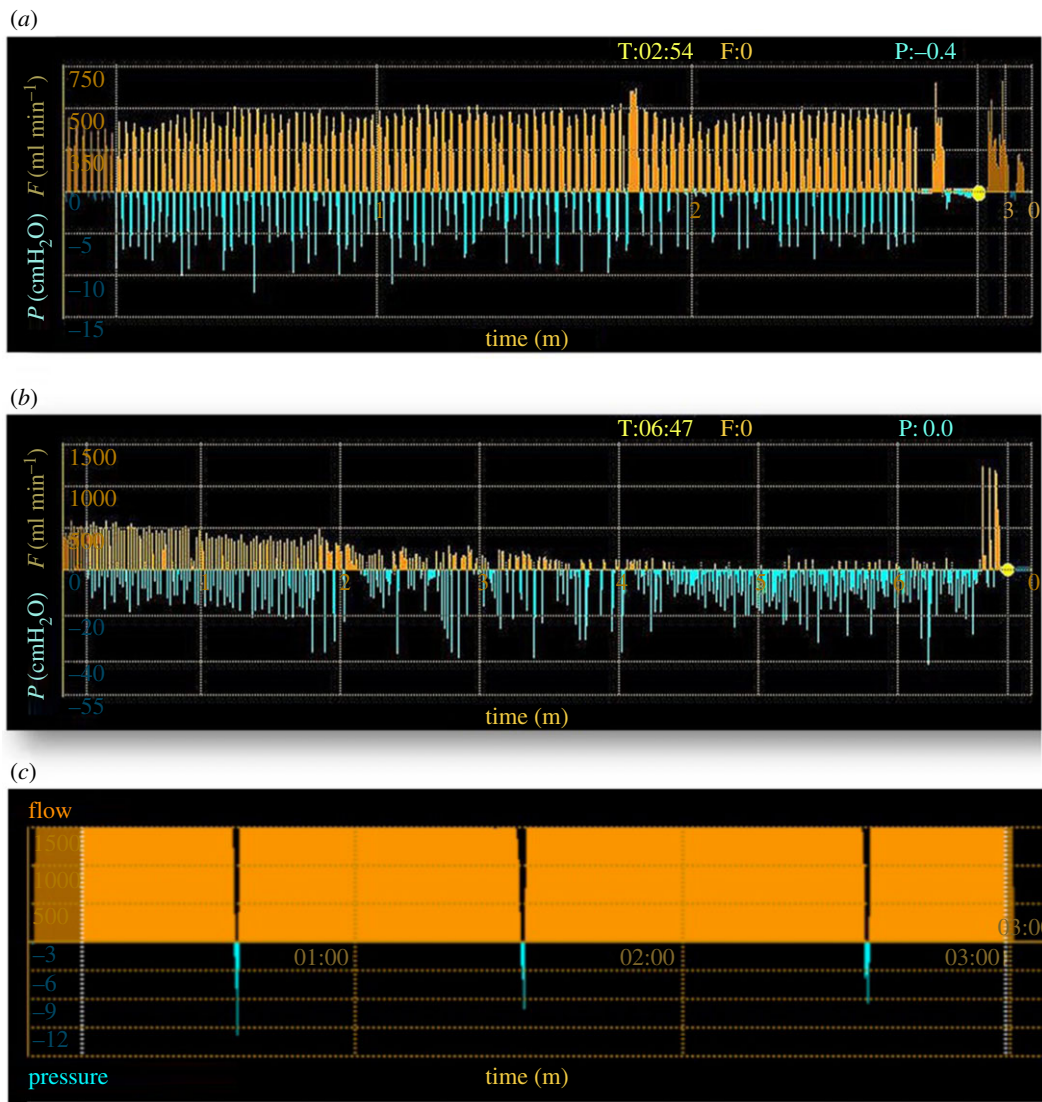 (a)
T:02:54 F:0 P:–0.4
F (ml min⁻¹)
750
500
350
0
1 2 3 0
P (cmH₂O)
–5
–10
–15
time (m)
(b)
T:06:47 F:0 P: 0.0
F (ml min⁻¹)
1500
1000
500
0
1 2 3 4 5 6 0
P (cmH₂O)
–20
–40
–55
time (m)
(c)
flow
1500
1000
500
03:00
–3
01:00 02:00 03:00
–6
–9
–12
pressure
time (m)